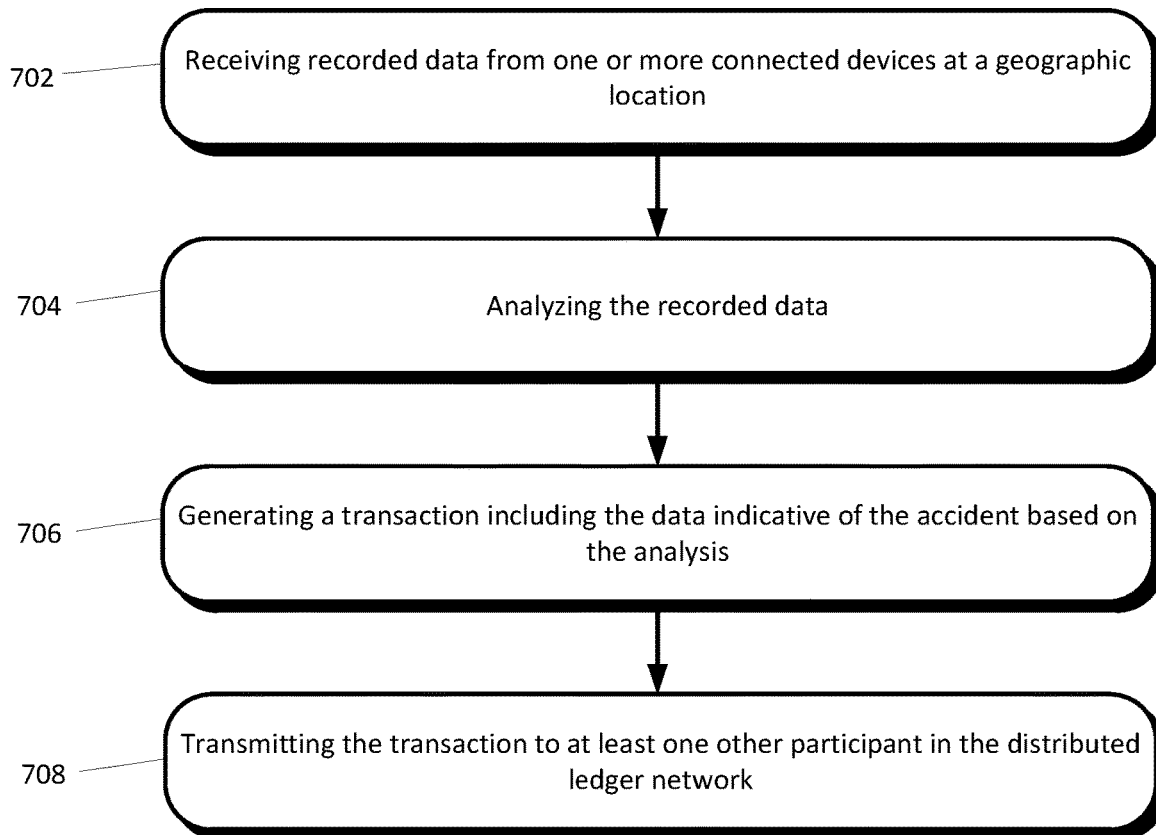 702
Receiving recorded data from one or more connected devices at a geographic
location
704
Analyzing the recorded data
706
Generating a transaction including the data indicative of the accident based on
the analysis
708
Transmitting the transaction to at least one other participant in the distributed
ledger network